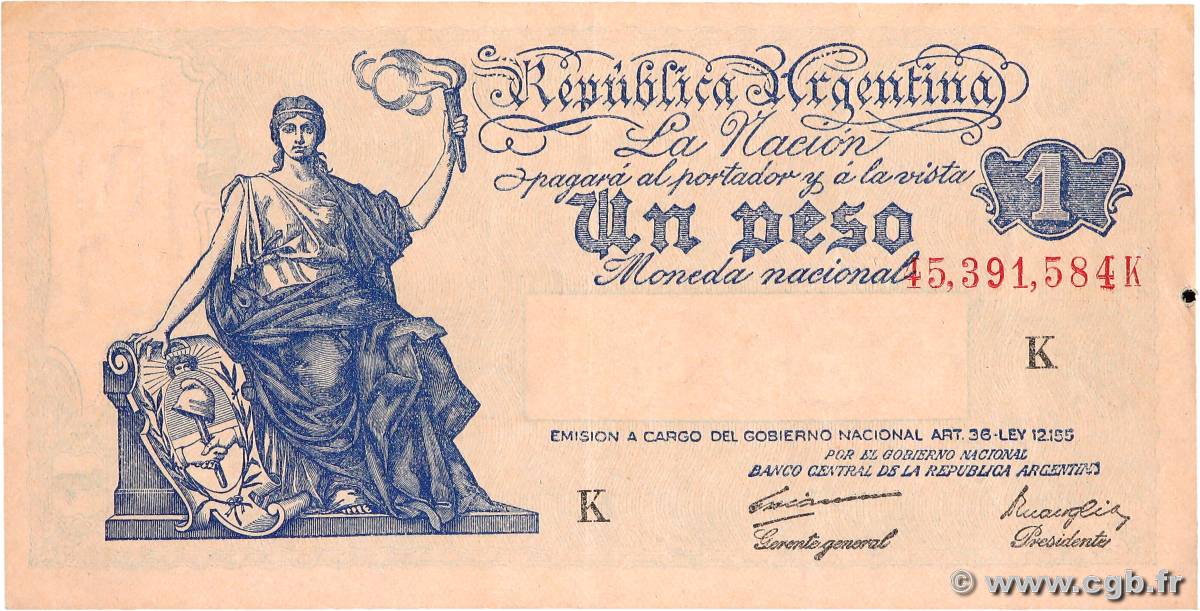 República Argentina
La Nación
pagará al portador y á la vista
1
Un peso
Moneda nacional
45,391,584K
K
EMISION A CARGO DEL GOBIERNO NACIONAL ART. 36-LEY 12.155
POR EL GOBIERNO NACIONAL
BANCO CENTRAL DE LA REPUBLICA ARGENTINA
K
Gerente general
Presidente
© www.cgb.fr